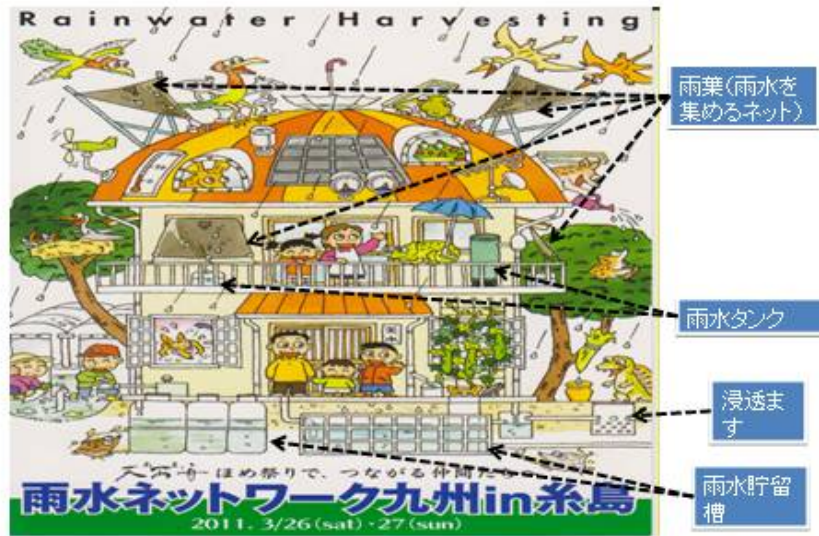 Rainwater Harvesting
雨葉(雨水を
集めるネット)
雨水タンク
浸透ま
す
雨水貯留
槽
ほめ祭りで、つながる仲間たち
雨水ネットワーク九州in糸島
2011. 3/26(sat)・27(sun)